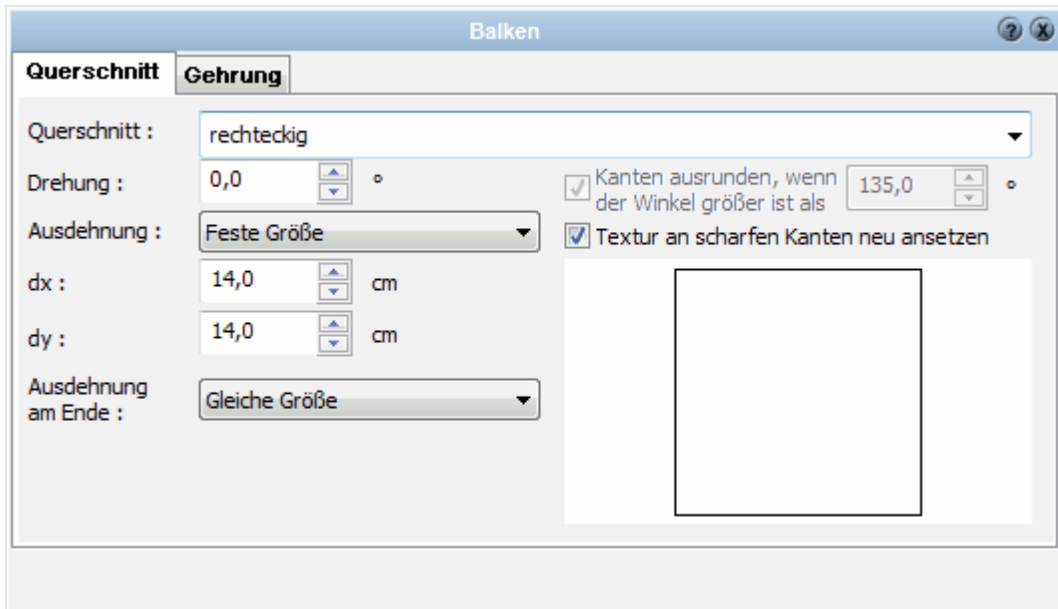 Balken
Querschnitt Gehrung
Querschnitt : rechteckig
Drehung : 0,0 ° Kanten ausrunden, wenn der Winkel größer ist als 135,0 °
Ausdehnung : Feste Größe Textur an scharfen Kanten neu ansetzen
dx : 14,0 cm
dy : 14,0 cm
Ausdehnung am Ende : Gleiche Größe